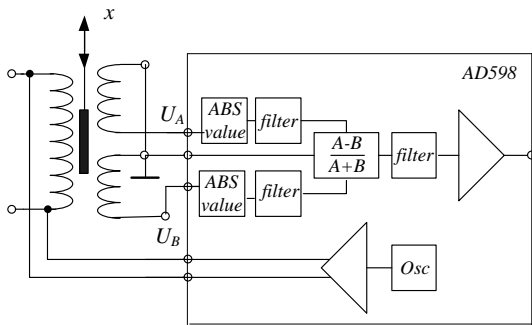 x
AD598
U_A
ABS
value
filter
A-B
A+B
filter
ABS
value
filter
U_B
Osc